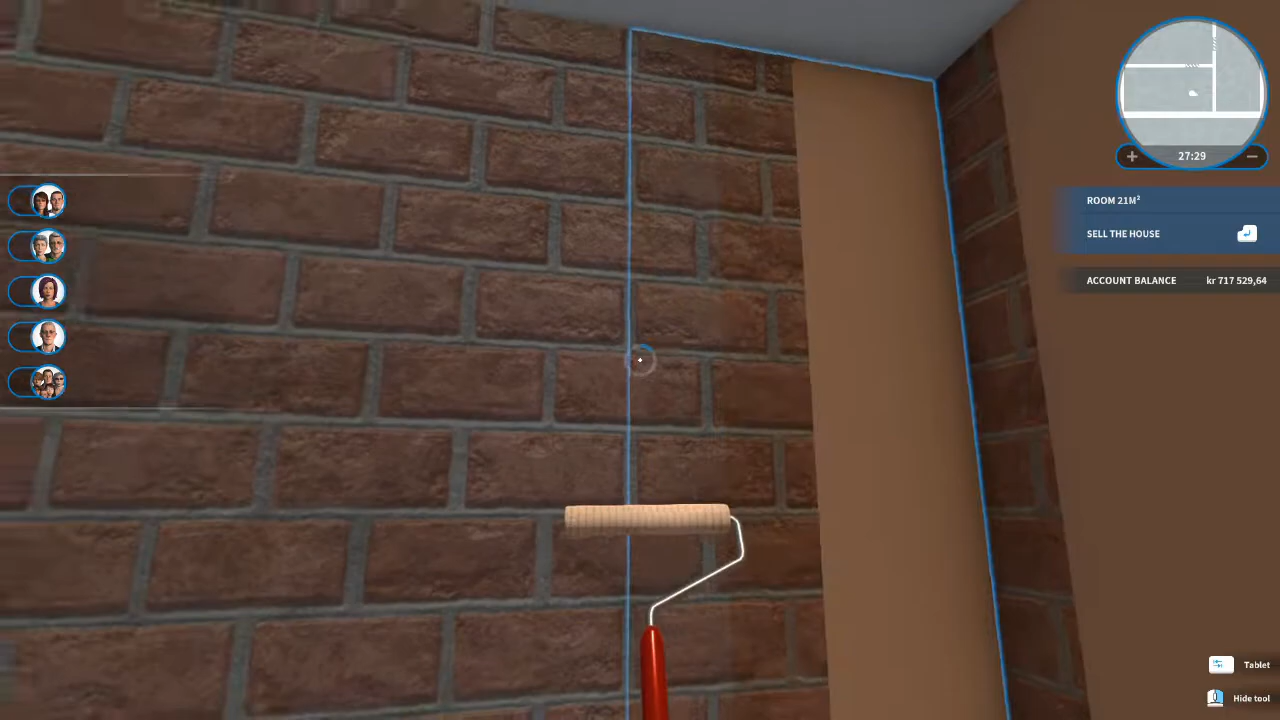 27:29
ROOM 21M²
SELL THE HOUSE
ACCOUNT BALANCE kr 717 529,64
Tablet
Hide tool